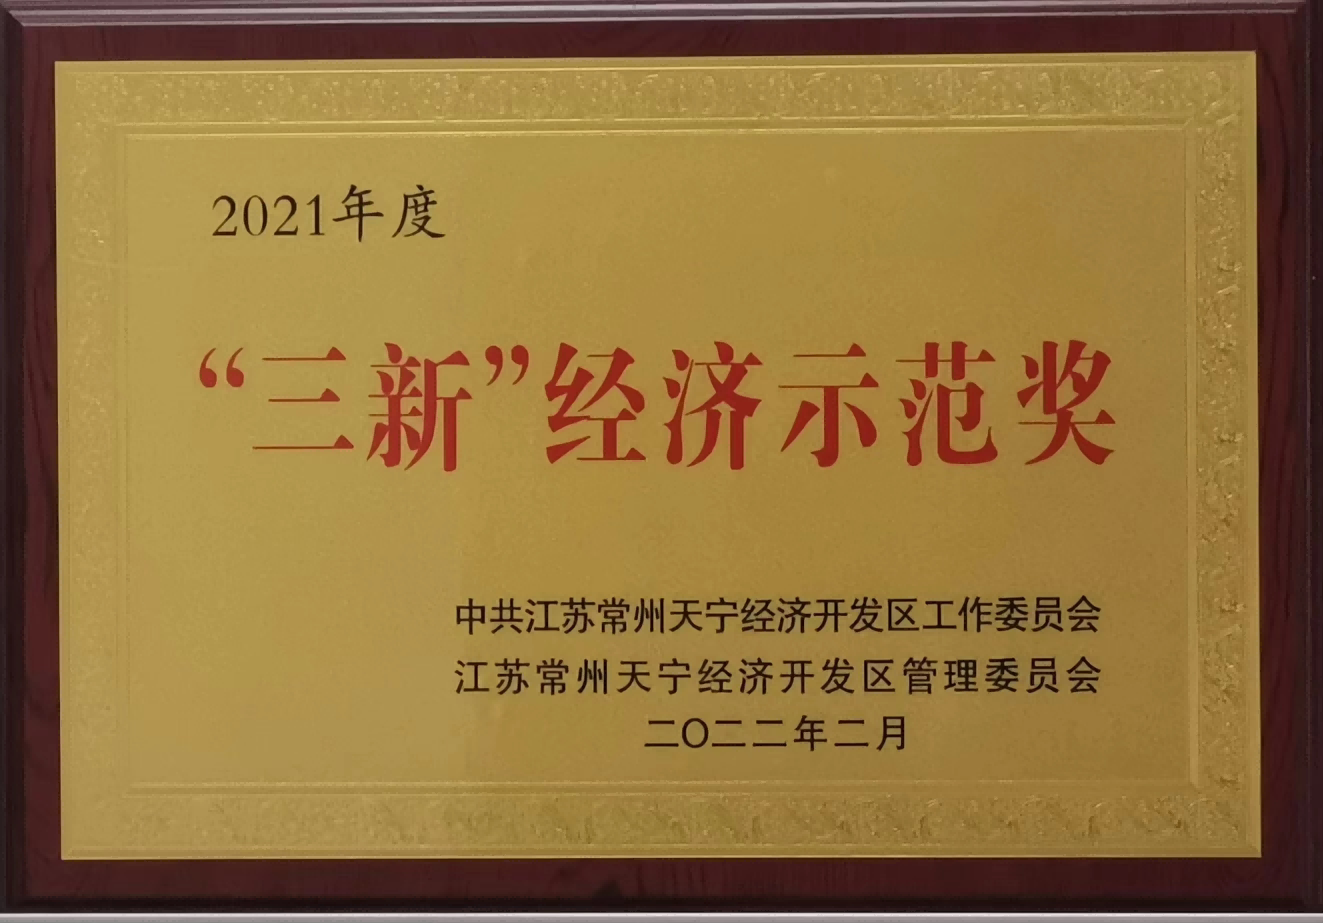 2021年度
“三新”经济示范奖
中共江苏常州天宁经济开发区工作委员会
江苏常州天宁经济开发区管理委员会
二〇二二年二月